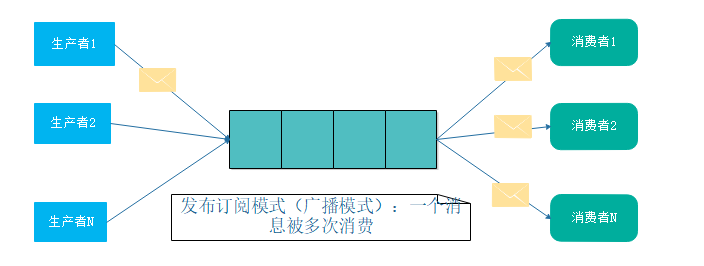 生产者1
消费者1
生产者2
消费者2
生产者N
消费者N
发布订阅模式（广播模式）：一个消
息被多次消费